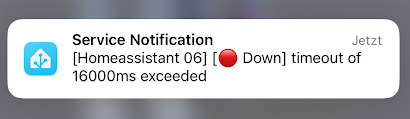 Service Notification
Jetzt
[Homeassistant 06] [🔴 Down] timeout of
16000ms exceeded